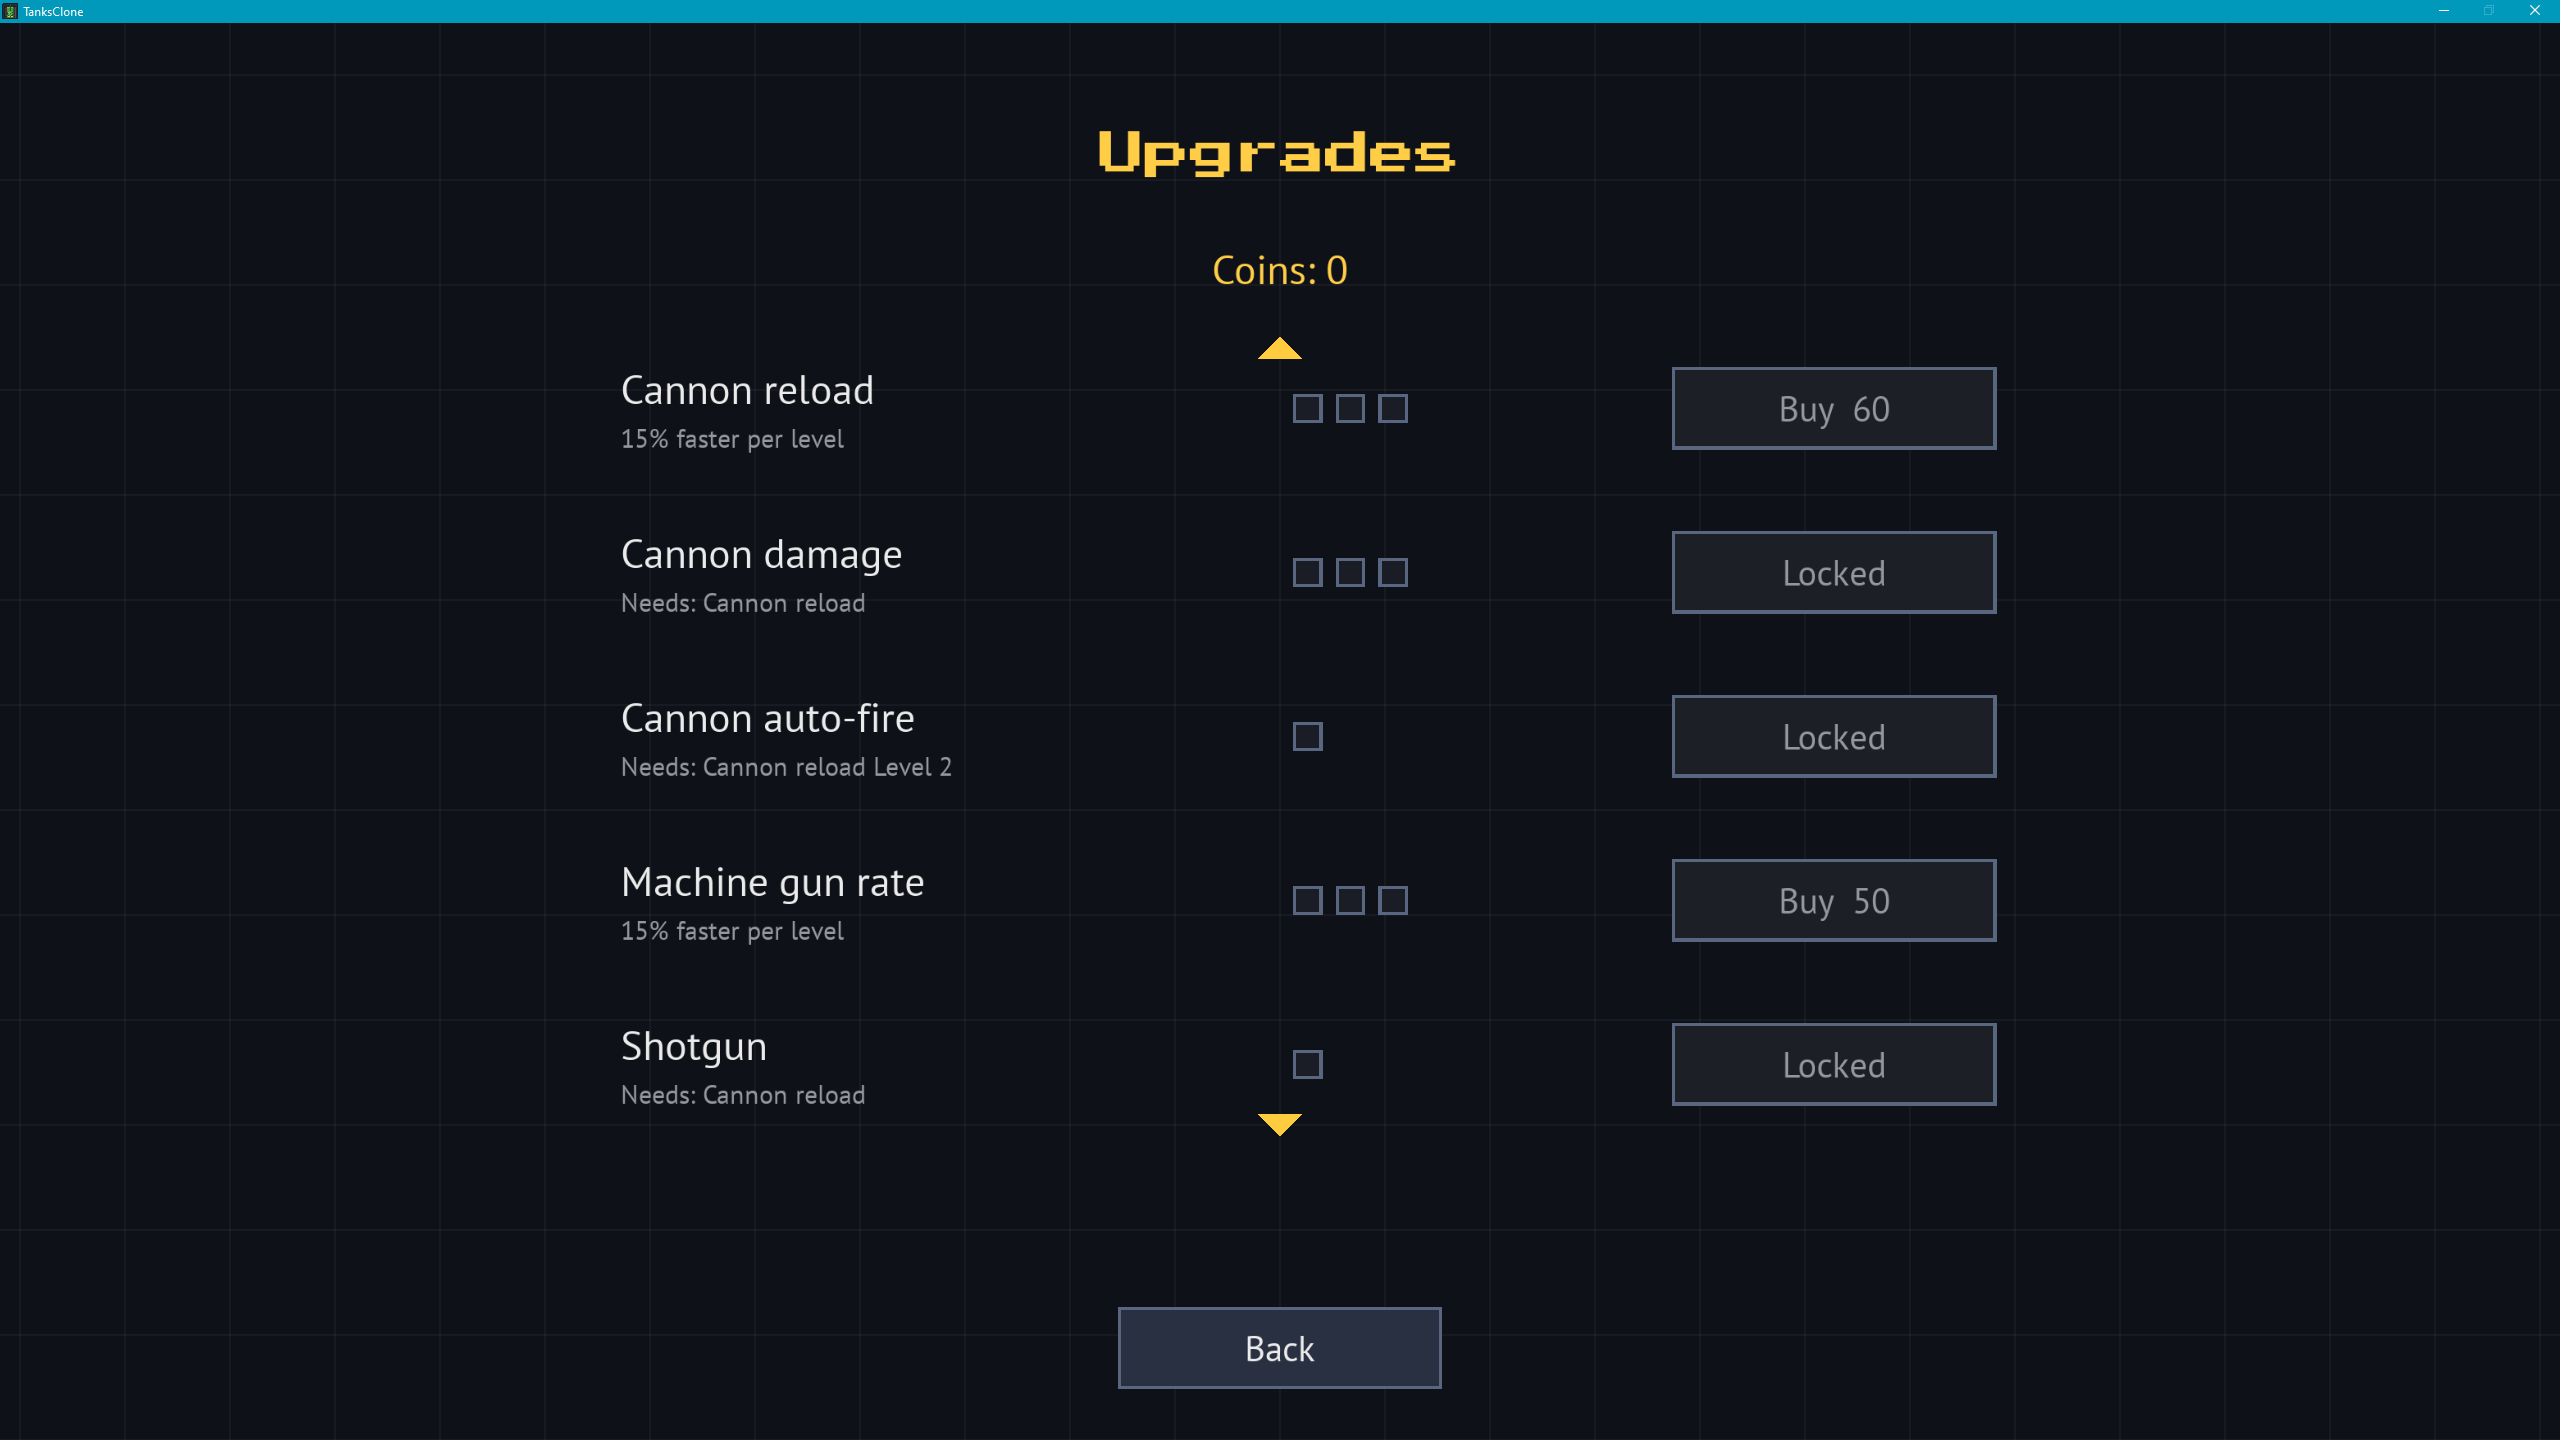 TanksClone
Upgrades
Coins: 0
Cannon reload
15% faster per level
Buy 60
Cannon damage
Needs: Cannon reload
Locked
Cannon auto-fire
Needs: Cannon reload Level 2
Locked
Machine gun rate
15% faster per level
Buy 50
Shotgun
Needs: Cannon reload
Locked
Back